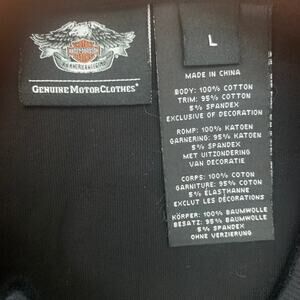 HARLEY-DAVIDSON
GENUINE MOTORCLOTHES®
L
MADE IN CHINA
BODY: 100% COTTON
TRIM: 95% COTTON
5% SPANDEX
EXCLUSIVE OF DECORATION
ROMP: 100% KATOEN
GARNERING: 95% KATOEN
5% SPANDEX
MET UITZONDERING
VAN DECORATIE
CORPS: 100% COTON
GARNITURE: 95% COTON
5% ÉLASTHANNE
EXCLUT LES DÉCORATIONS
KÖRPER: 100% BAUMWOLLE
BESATZ: 95% BAUMWOLLE
5% SPANDEX
OHNE VERZIERUNG